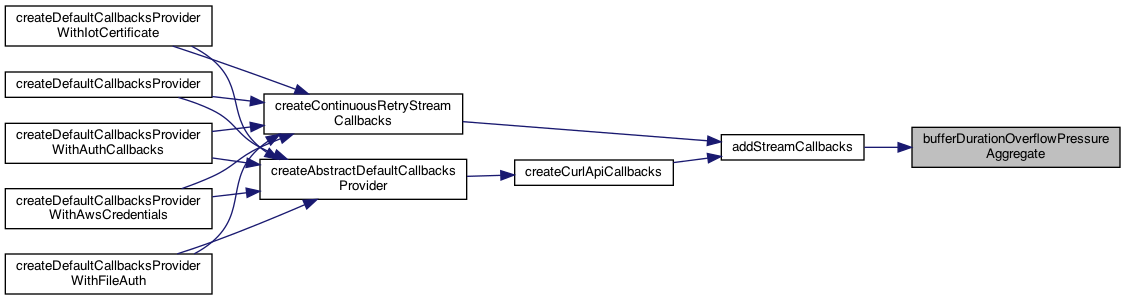 createDefaultCallbacksProvider
WithIotCertificate
createDefaultCallbacksProvider
createDefaultCallbacksProvider
WithAuthCallbacks
createDefaultCallbacksProvider
WithAwsCredentials
createDefaultCallbacksProvider
WithFileAuth
createContinuousRetryStream
Callbacks
createAbstractDefaultCallbacks
Provider
createCurlApiCallbacks
addStreamCallbacks
bufferDurationOverflowPressure
Aggregate